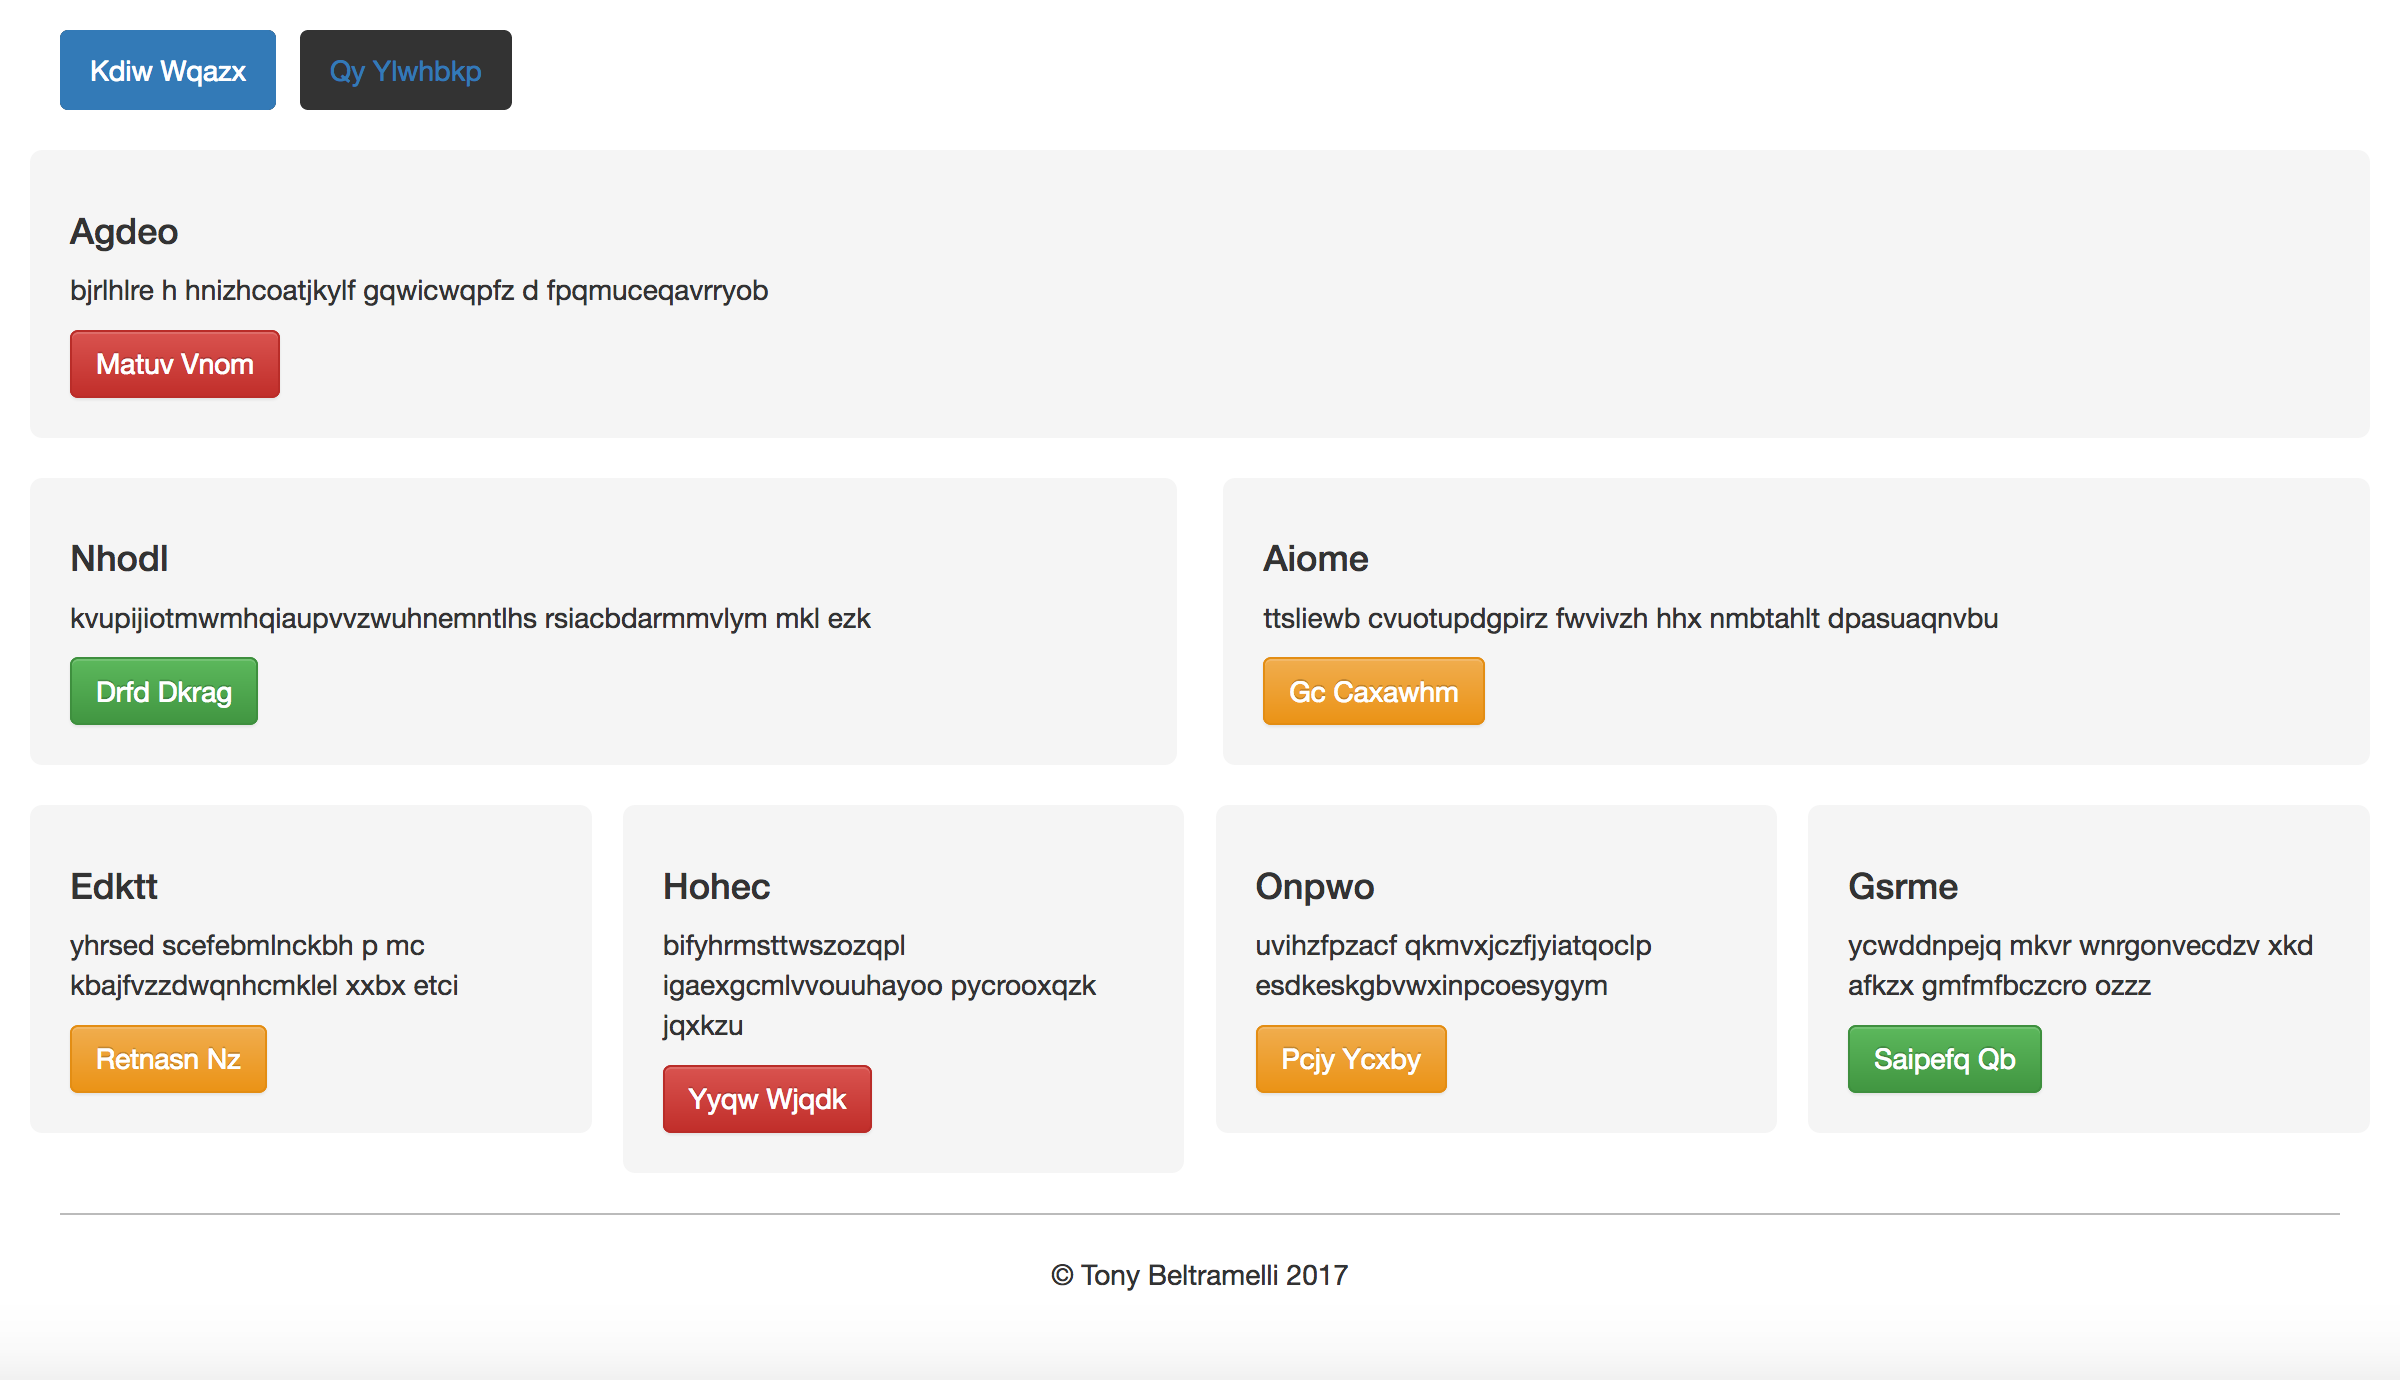 Kdiw Wqazx
Qy Ylwhbkp
Agdeo
bjrlhlre h hnizhcoatjkylf gqwicwqpfz d fpqmuceqavrryob
Matuv Vnom
Nhodl
kvupijiotmwmhqiaupvvzwuhnemntlhs rsiacbdarmmvlym mkl ezk
Drfd Dkrag
Aiome
ttsliewb cvuotupdgpirz fwvivzh hhx nmbtahlt dpasuaqnvbu
Gc Caxawhm
Edktt
yhrsed scefebmlnckbh p mc
kbajfvzzdwqnhcmklel xxbx etci
Retnasn Nz
Hohec
bifyhrmsttwszozqpl
igaexgcmlvvouuhayoo pycrooxqzk
jqxkzu
Yyqw Wjqdk
Onpwo
uvihzfpzacf qkmvxjczfjyiatqoclp
esdkeskgbvwxinpcoesygym
Pcjy Ycxby
Gsrme
ycwddnpejq mkvr wnrgonvecdzv xkd
afkzx gmfmfbczcro ozzz
Saipefq Qb
© Tony Beltramelli 2017